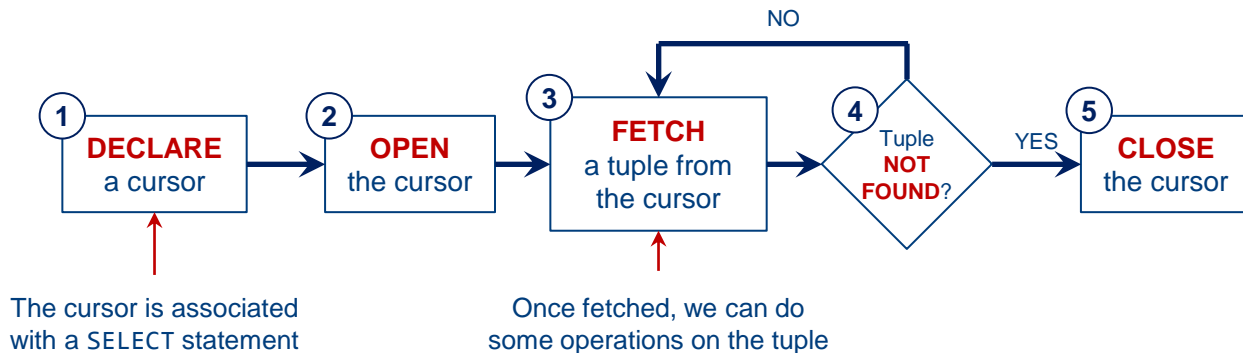 NO
1
DECLARE
a cursor
2
OPEN
the cursor
3
FETCH
a tuple from
the cursor
4
Tuple
NOT
FOUND?
YES
5
CLOSE
the cursor
The cursor is associated
with a SELECT statement
Once fetched, we can do
some operations on the tuple